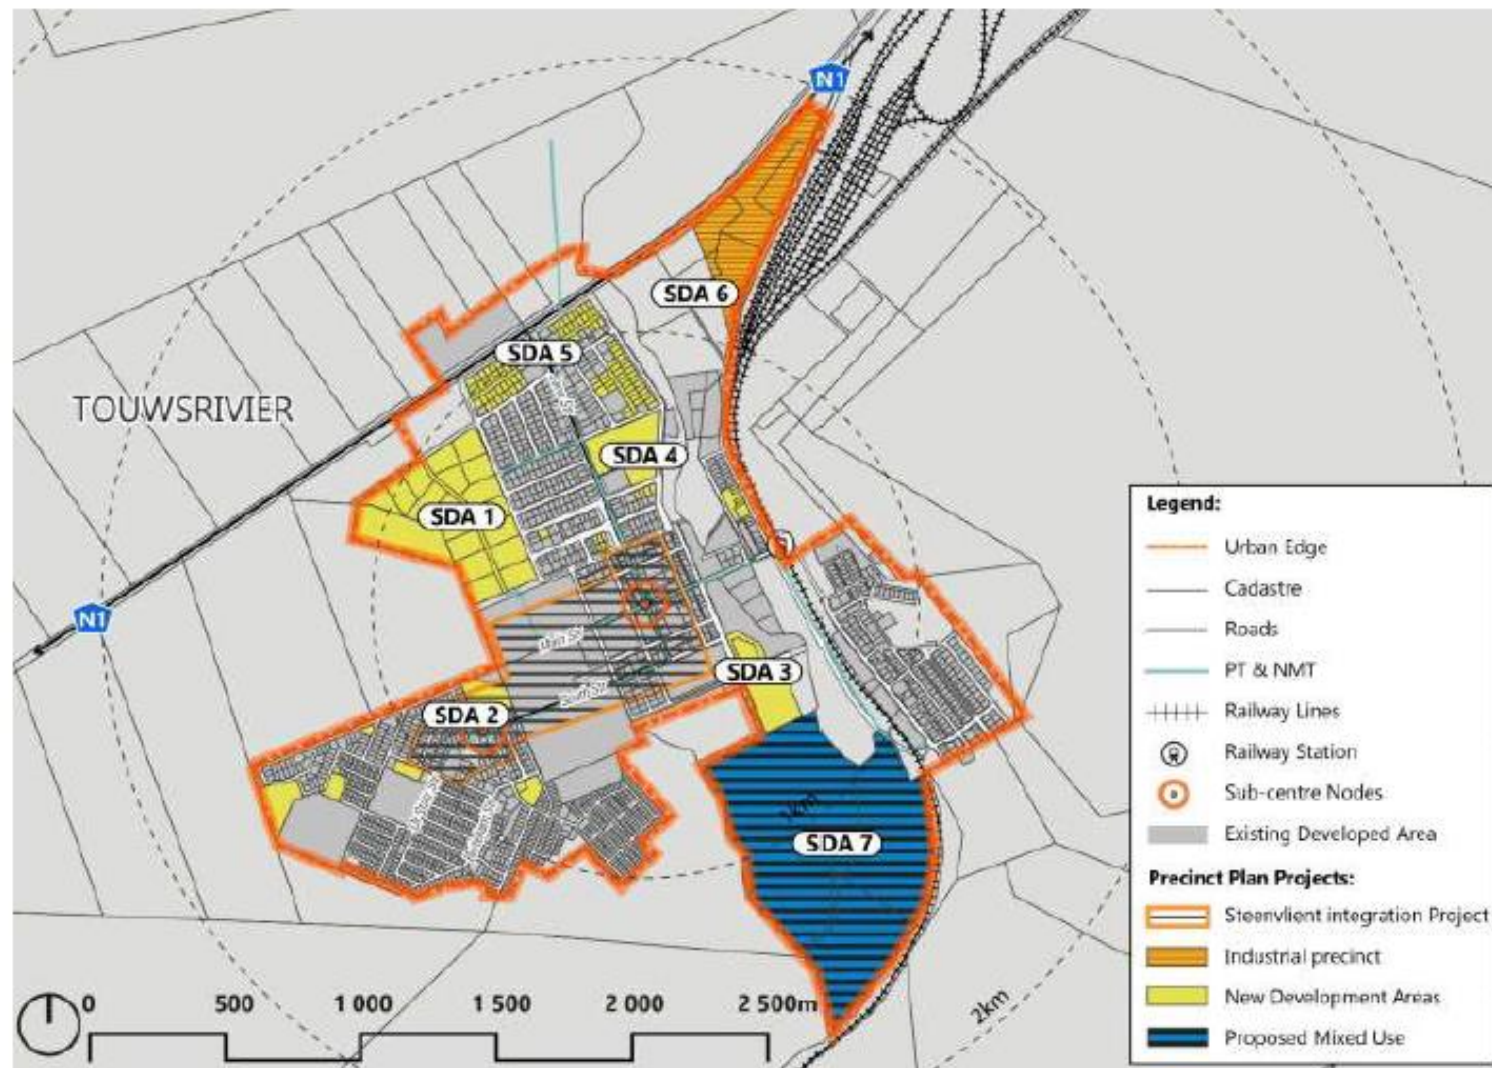 N1
SDA 6
SDA 5
TOUWSRIVIER
SDA 4
SDA 1
Legend:
Urban Edge
Cadastre
Roads
PT & NMT
Railway Lines
Railway Station
Sub-centre Nodes
Existing Developed Area
Precinct Plan Projects:
Steenvlient integration Project
Industrial precinct
New Development Areas
Proposed Mixed Use
N1
SDA 3
SDA 2
1km
SDA 7
0 500 1 000 1 500 2 000 2 500m
2km